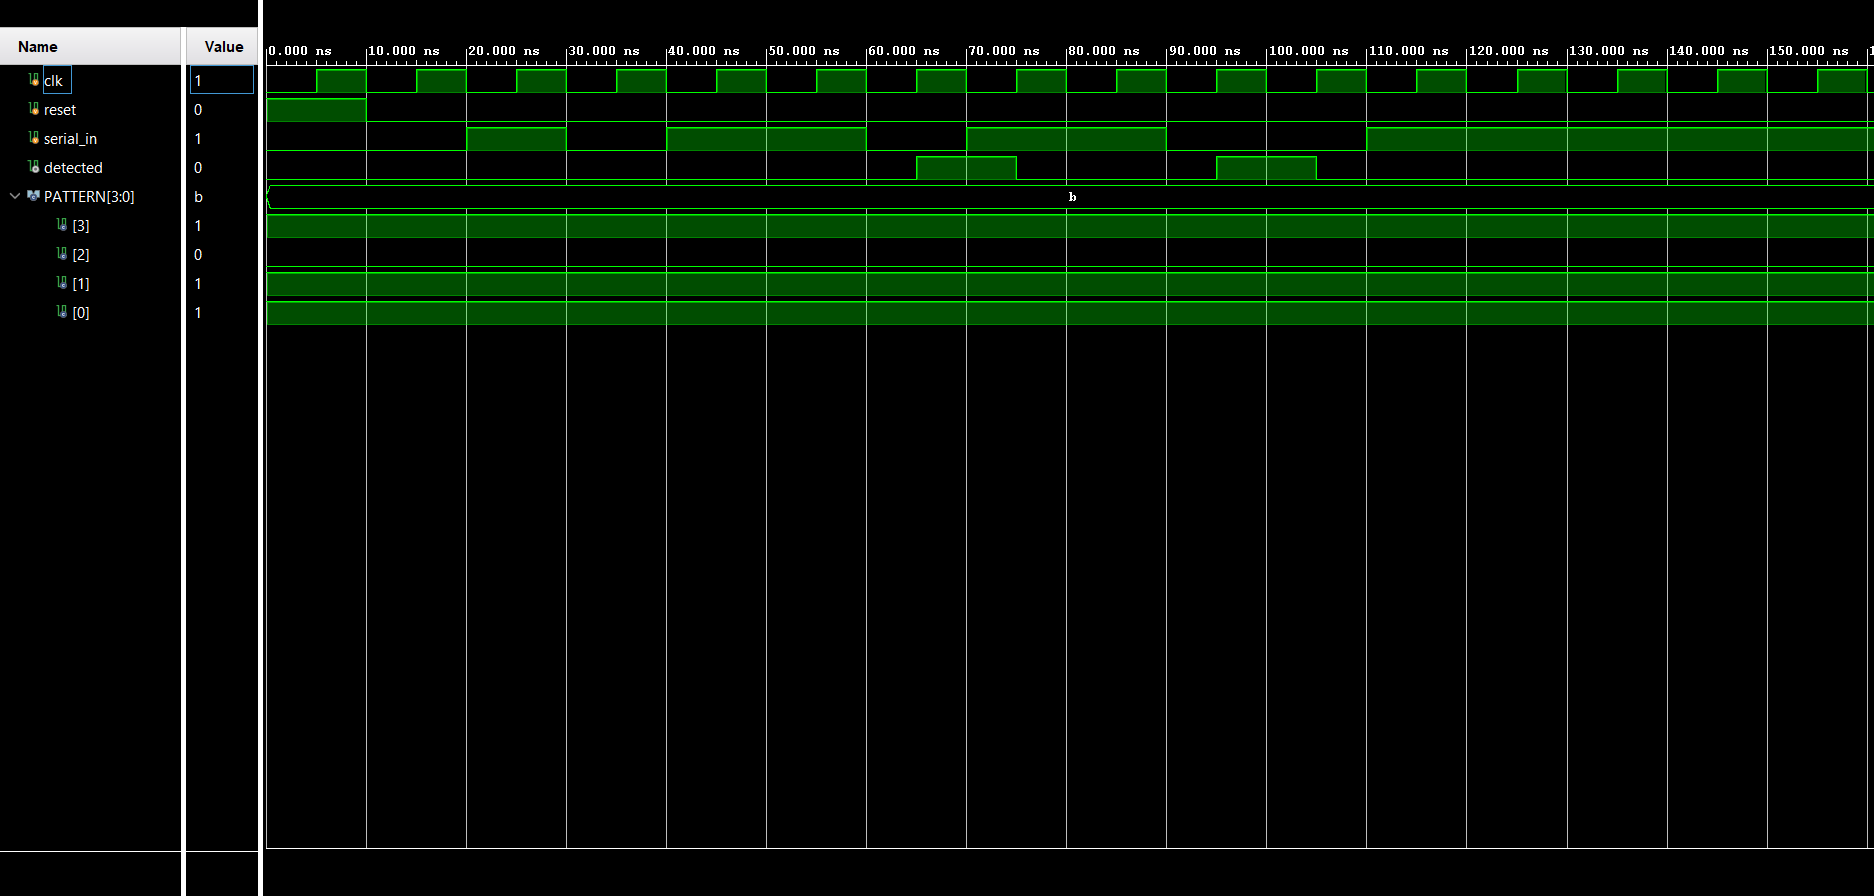 Name Value
0.000 ns 10.000 ns 20.000 ns 30.000 ns 40.000 ns 50.000 ns 60.000 ns 70.000 ns 80.000 ns 90.000 ns 100.000 ns 110.000 ns 120.000 ns 130.000 ns 140.000 ns 150.000 ns 1
clk 1
reset 0
serial_in 1
detected 0
PATTERN[3:0] b b
[3] 1
[2] 0
[1] 1
[0] 1